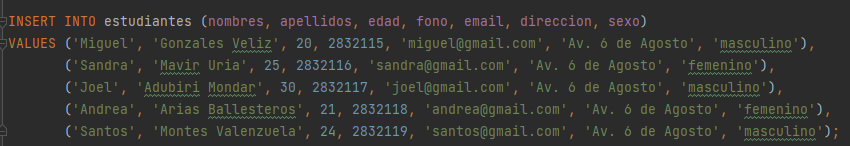 INSERT INTO estudiantes (nombres, apellidos, edad, fono, email, direccion, sexo)
VALUES ('Miguel', 'Gonzales Veliz', 20, 2832115, 'miguel@gmail.com', 'Av. 6 de Agosto', 'masculino'),
('Sandra', 'Mavir Uria', 25, 2832116, 'sandra@gmail.com', 'Av. 6 de Agosto', 'femenino'),
('Joel', 'Adubiri Mondar', 30, 2832117, 'joel@gmail.com', 'Av. 6 de Agosto', 'masculino'),
('Andrea', 'Arias Ballesteros', 21, 2832118, 'andrea@gmail.com', 'Av. 6 de Agosto', 'femenino'),
('Santos', 'Montes Valenzuela', 24, 2832119, 'santos@gmail.com', 'Av. 6 de Agosto', 'masculino');